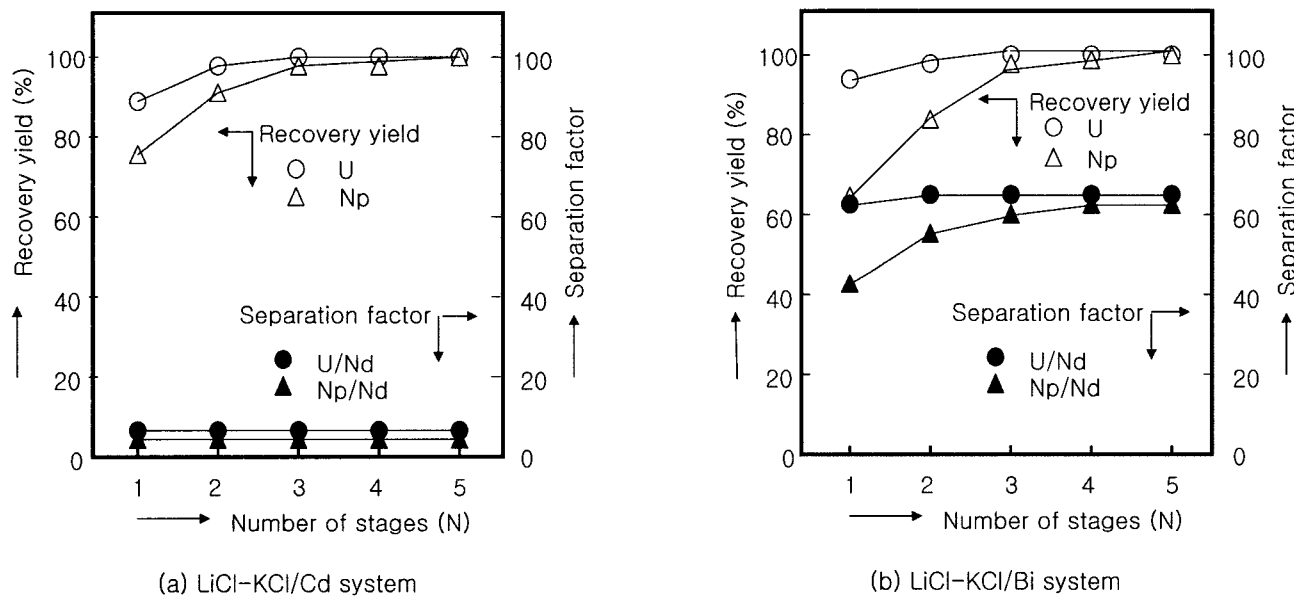 Recovery yield (%)
100
80
60
40
20
0
Recovery yield
U
Np
Separation factor
U/Nd
Np/Nd
100
80
60
40
20
0
Separation factor
1 2 3 4 5
Number of stages (N)
(a) LiCl-KCl/Cd system
Recovery yield (%)
100
80
60
40
20
0
Recovery yield
U
Np
Separation factor
U/Nd
Np/Nd
100
80
60
40
20
0
Separation factor
1 2 3 4 5
Number of stages (N)
(b) LiCl-KCl/Bi system